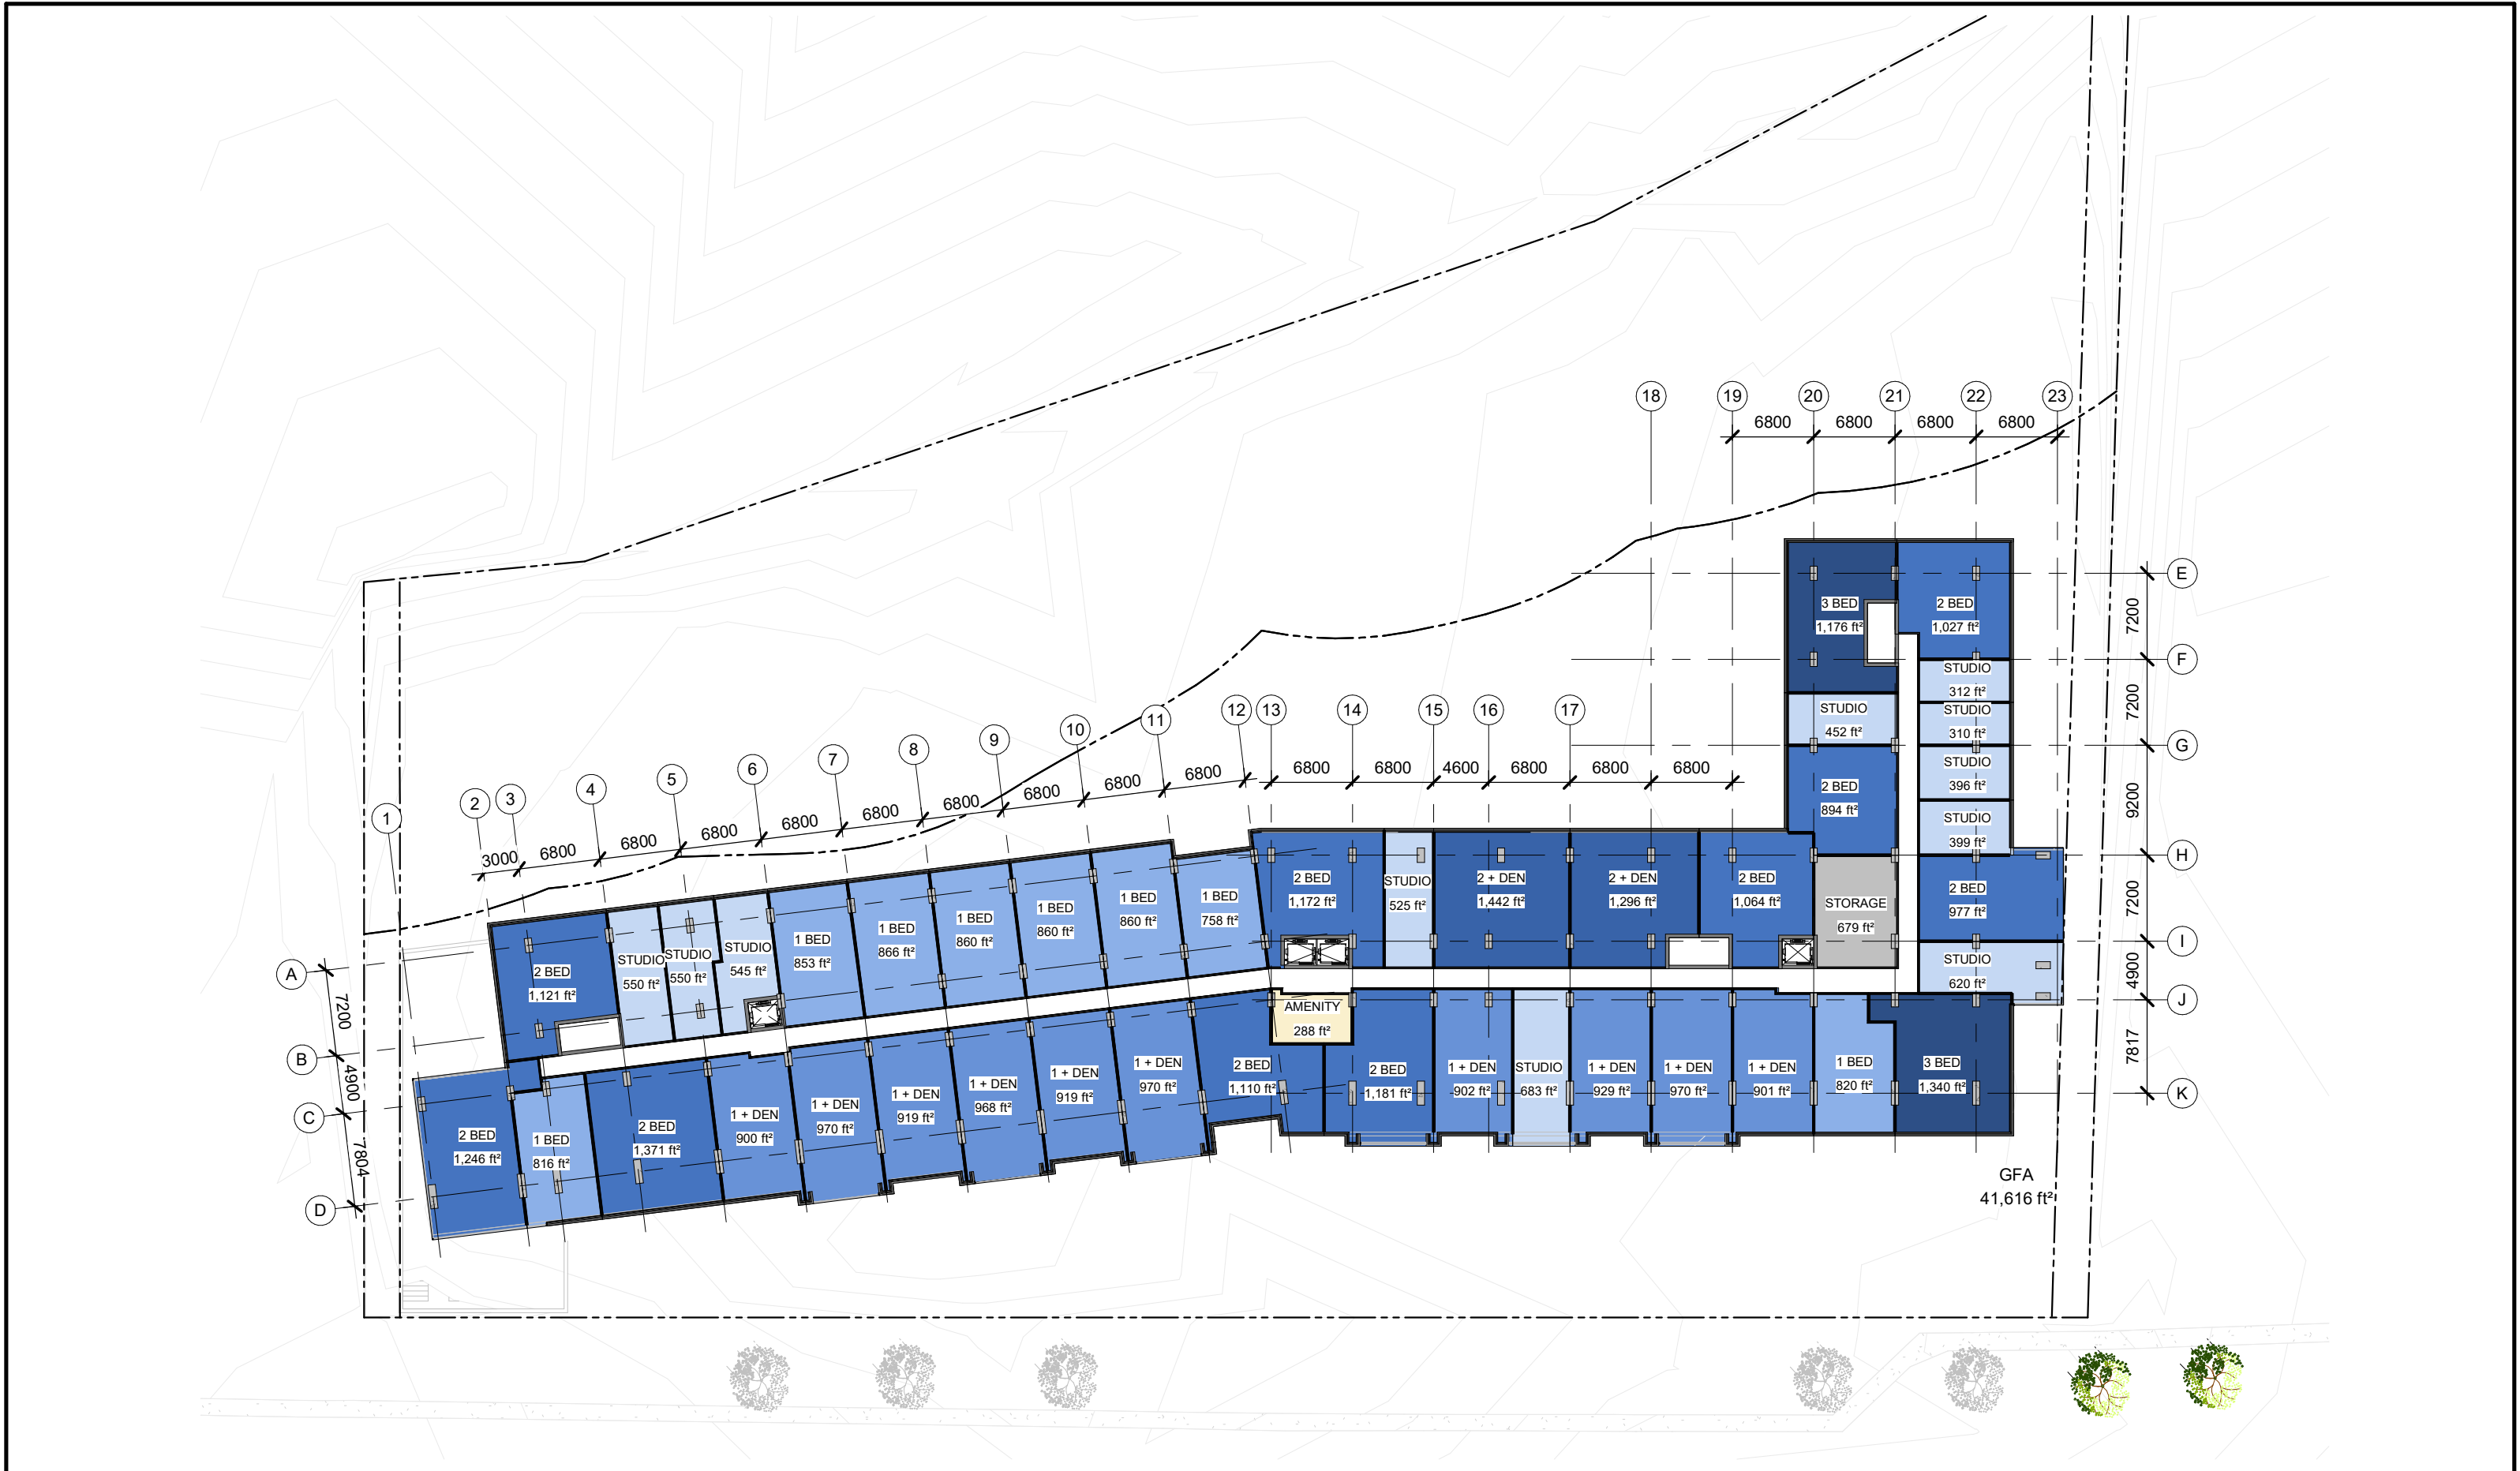 18
19
20
21
22
23
6800
6800
6800
6800
E
7200
F
7200
G
9200
H
7200
I
4900
J
7817
K
3 BED
1,176 ft²
2 BED
1,027 ft²
STUDIO
312 ft²
STUDIO
310 ft²
STUDIO
452 ft²
STUDIO
396 ft²
2 BED
894 ft²
STUDIO
399 ft²
2 BED
977 ft²
STORAGE
679 ft²
STUDIO
620 ft²
1
2
3
4
5
6
7
8
9
10
11
12
13
14
15
16
17
3000
6800
6800
6800
6800
6800
6800
6800
6800
6800
6800
6800
4600
6800
6800
6800
A
7200
B
4900
C
7804
D
2 BED
1,121 ft²
STUDIO
550 ft²
STUDIO
550 ft²
STUDIO
545 ft²
1 BED
853 ft²
1 BED
866 ft²
1 BED
860 ft²
1 BED
860 ft²
1 BED
860 ft²
1 BED
758 ft²
2 BED
1,172 ft²
STUDIO
525 ft²
2 + DEN
1,442 ft²
2 + DEN
1,296 ft²
2 BED
1,064 ft²
2 BED
1,246 ft²
1 BED
816 ft²
2 BED
1,371 ft²
1 + DEN
900 ft²
1 + DEN
970 ft²
1 + DEN
919 ft²
1 + DEN
968 ft²
1 + DEN
919 ft²
1 + DEN
970 ft²
2 BED
1,110 ft²
AMENITY
288 ft²
2 BED
1,181 ft²
1 + DEN
902 ft²
STUDIO
683 ft²
1 + DEN
929 ft²
1 + DEN
970 ft²
1 + DEN
901 ft²
1 BED
820 ft²
3 BED
1,340 ft²
GFA
41,616 ft²